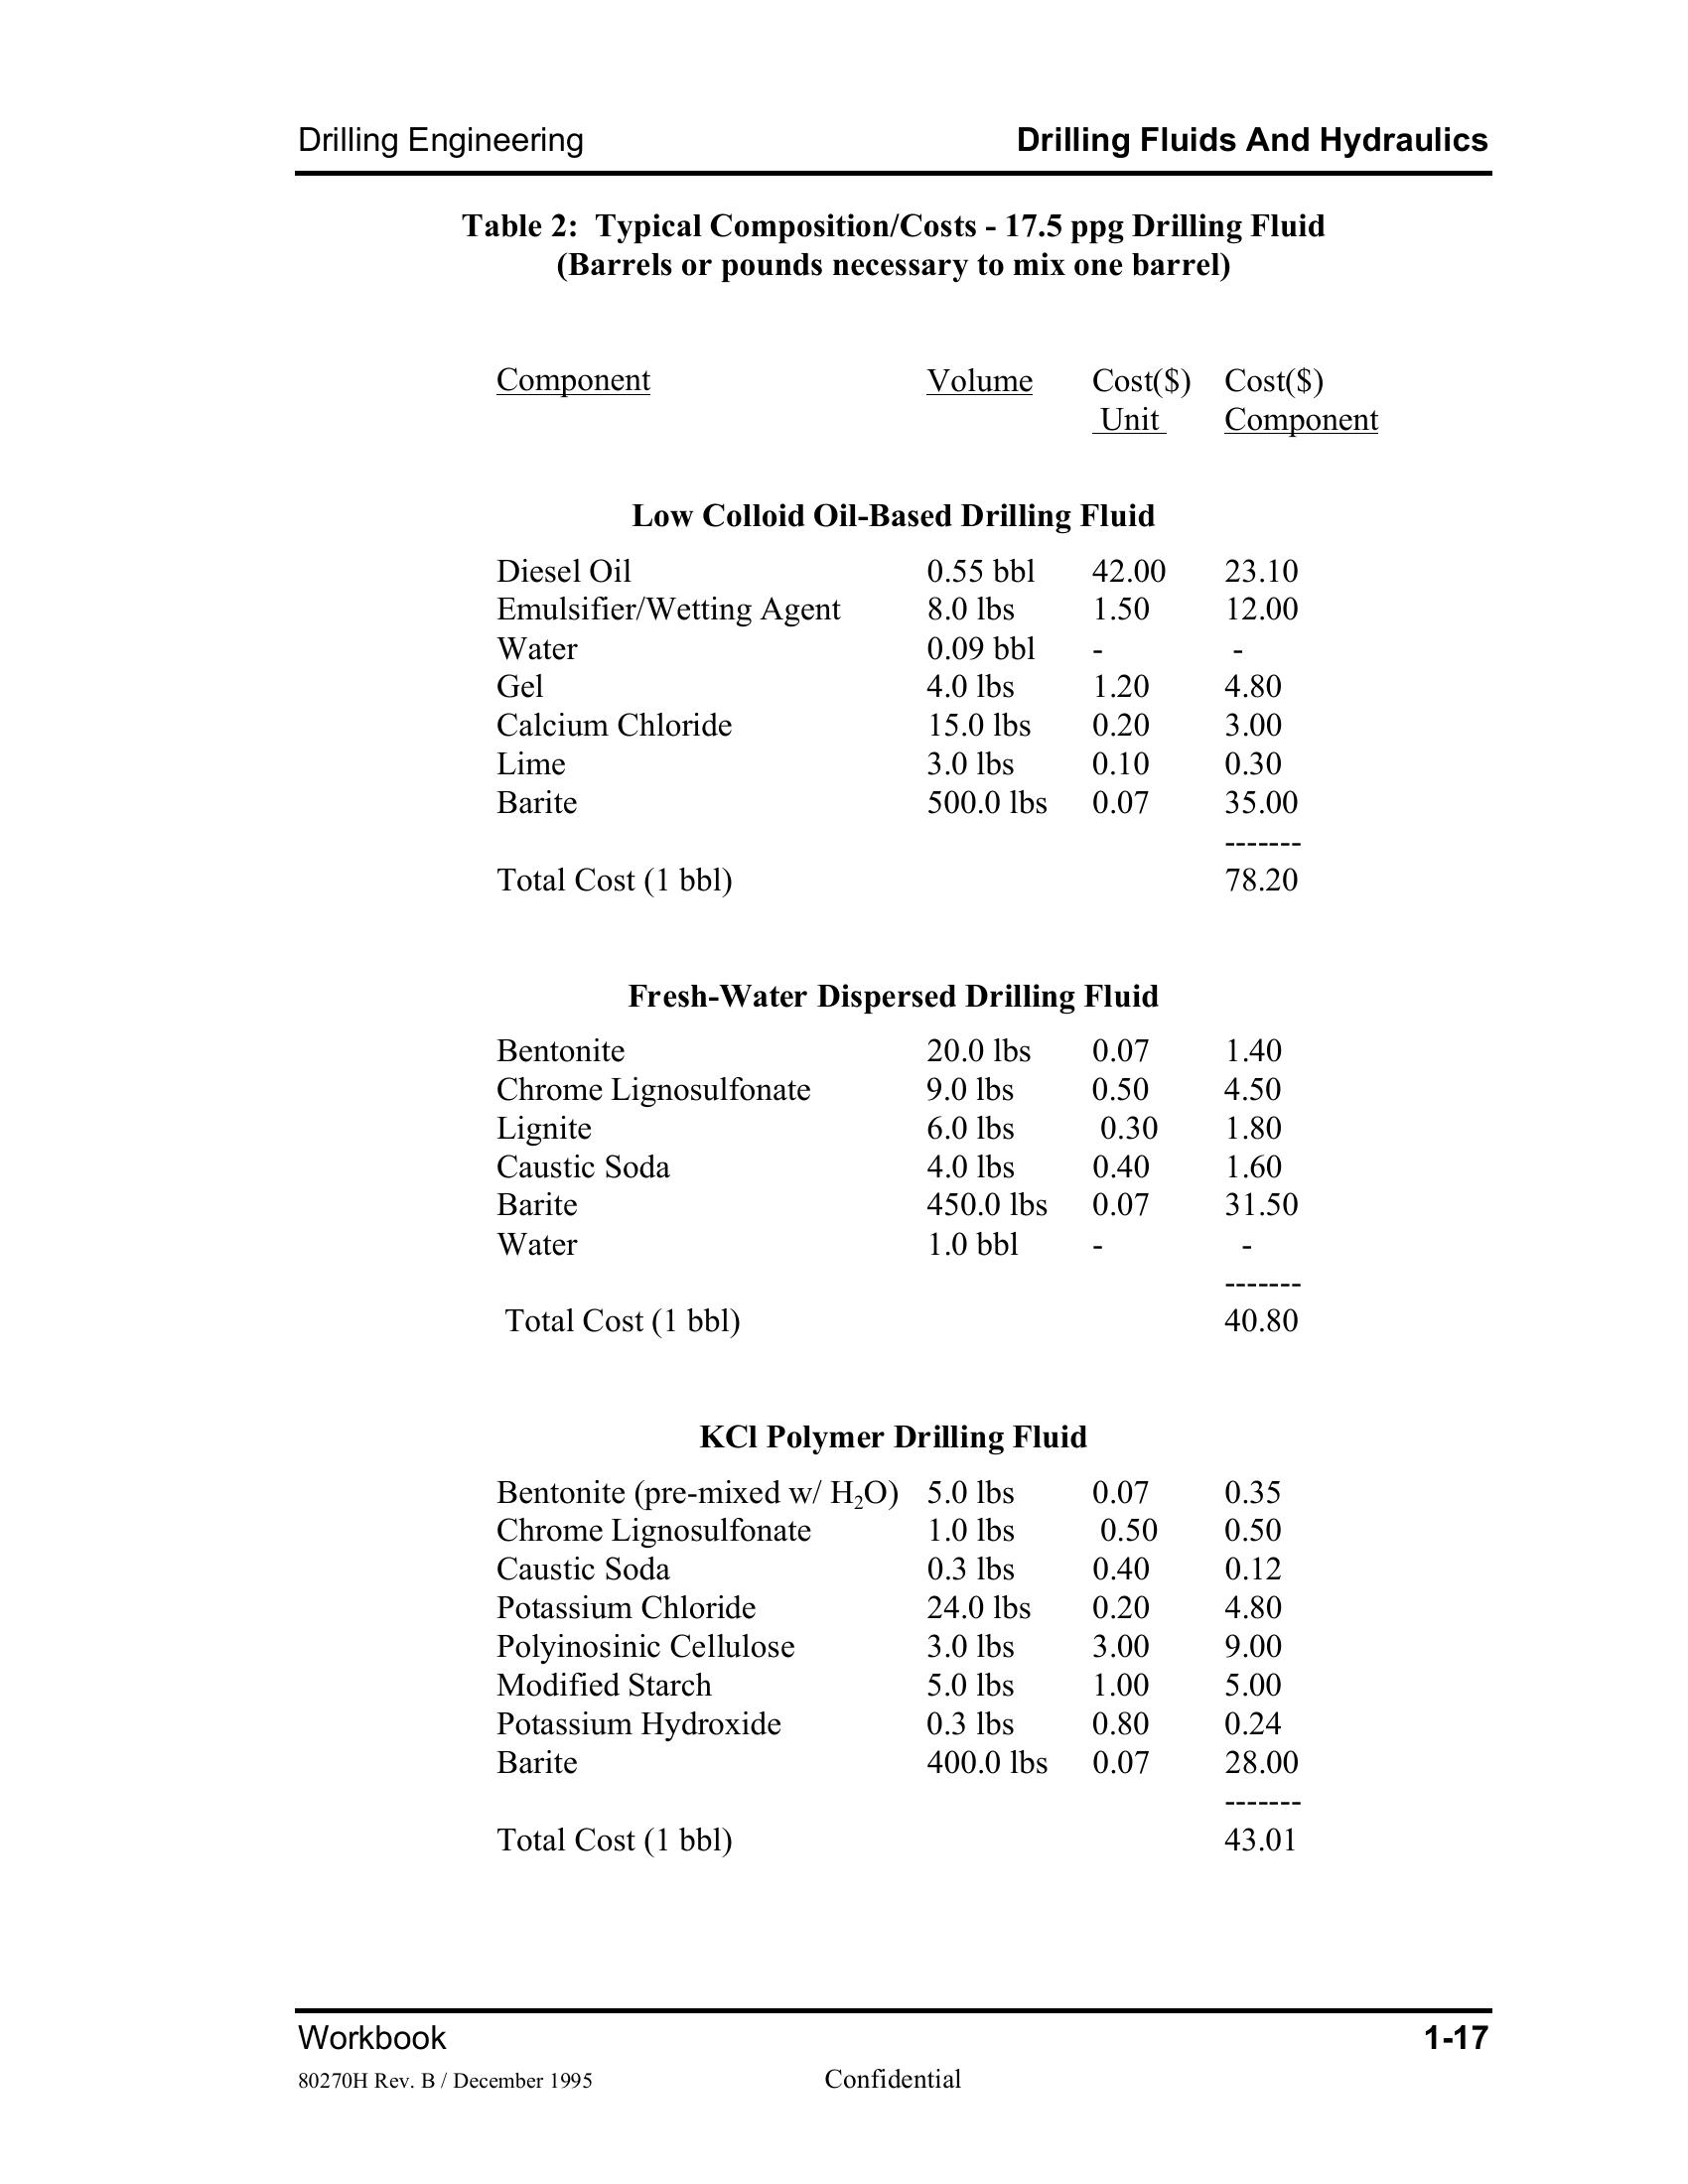 Drilling Engineering Drilling Fluids And Hydraulics
Table 2: Typical Composition/Costs - 17.5 ppg Drilling Fluid
(Barrels or pounds necessary to mix one barrel)
Component Volume Cost($) Cost($)
Unit Component
Low Colloid Oil-Based Drilling Fluid
Diesel Oil 0.55 bbl 42.00 23.10
Emulsifier/Wetting Agent 8.0 lbs 1.50 12.00
Water 0.09 bbl - -
Gel 4.0 lbs 1.20 4.80
Calcium Chloride 15.0 lbs 0.20 3.00
Lime 3.0 lbs 0.10 0.30
Barite 500.0 lbs 0.07 35.00
-------
Total Cost (1 bbl) 78.20
Fresh-Water Dispersed Drilling Fluid
Bentonite 20.0 lbs 0.07 1.40
Chrome Lignosulfonate 9.0 lbs 0.50 4.50
Lignite 6.0 lbs 0.30 1.80
Caustic Soda 4.0 lbs 0.40 1.60
Barite 450.0 lbs 0.07 31.50
Water 1.0 bbl - -
-------
Total Cost (1 bbl) 40.80
KCl Polymer Drilling Fluid
Bentonite (pre-mixed w/ H₂O) 5.0 lbs 0.07 0.35
Chrome Lignosulfonate 1.0 lbs 0.50 0.50
Caustic Soda 0.3 lbs 0.40 0.12
Potassium Chloride 24.0 lbs 0.20 4.80
Polyinosinic Cellulose 3.0 lbs 3.00 9.00
Modified Starch 5.0 lbs 1.00 5.00
Potassium Hydroxide 0.3 lbs 0.80 0.24
Barite 400.0 lbs 0.07 28.00
-------
Total Cost (1 bbl) 43.01
Workbook 1-17
80270H Rev. B / December 1995 Confidential